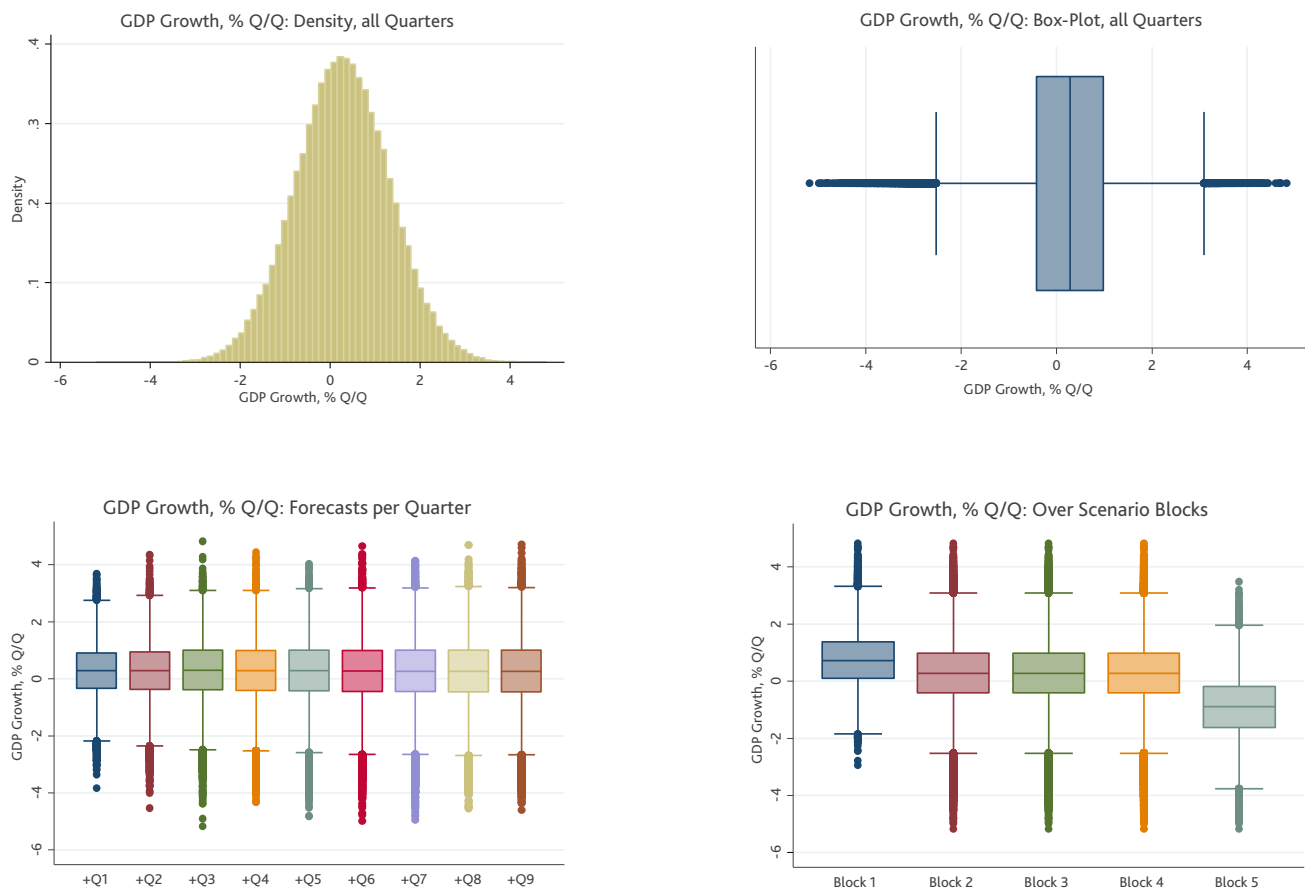 GDP Growth, % Q/Q: Density, all Quarters
.4
.3
.2
.1
0
Density
-6 -4 -2 0 2 4
GDP Growth, % Q/Q
GDP Growth, % Q/Q: Box-Plot, all Quarters
-6 -4 -2 0 2 4
GDP Growth, % Q/Q
GDP Growth, % Q/Q: Forecasts per Quarter
4
2
0
-2
-4
-6
GDP Growth, % Q/Q
+Q1 +Q2 +Q3 +Q4 +Q5 +Q6 +Q7 +Q8 +Q9
GDP Growth, % Q/Q: Over Scenario Blocks
4
2
0
-2
-4
-6
GDP Growth, % Q/Q
Block 1 Block 2 Block 3 Block 4 Block 5